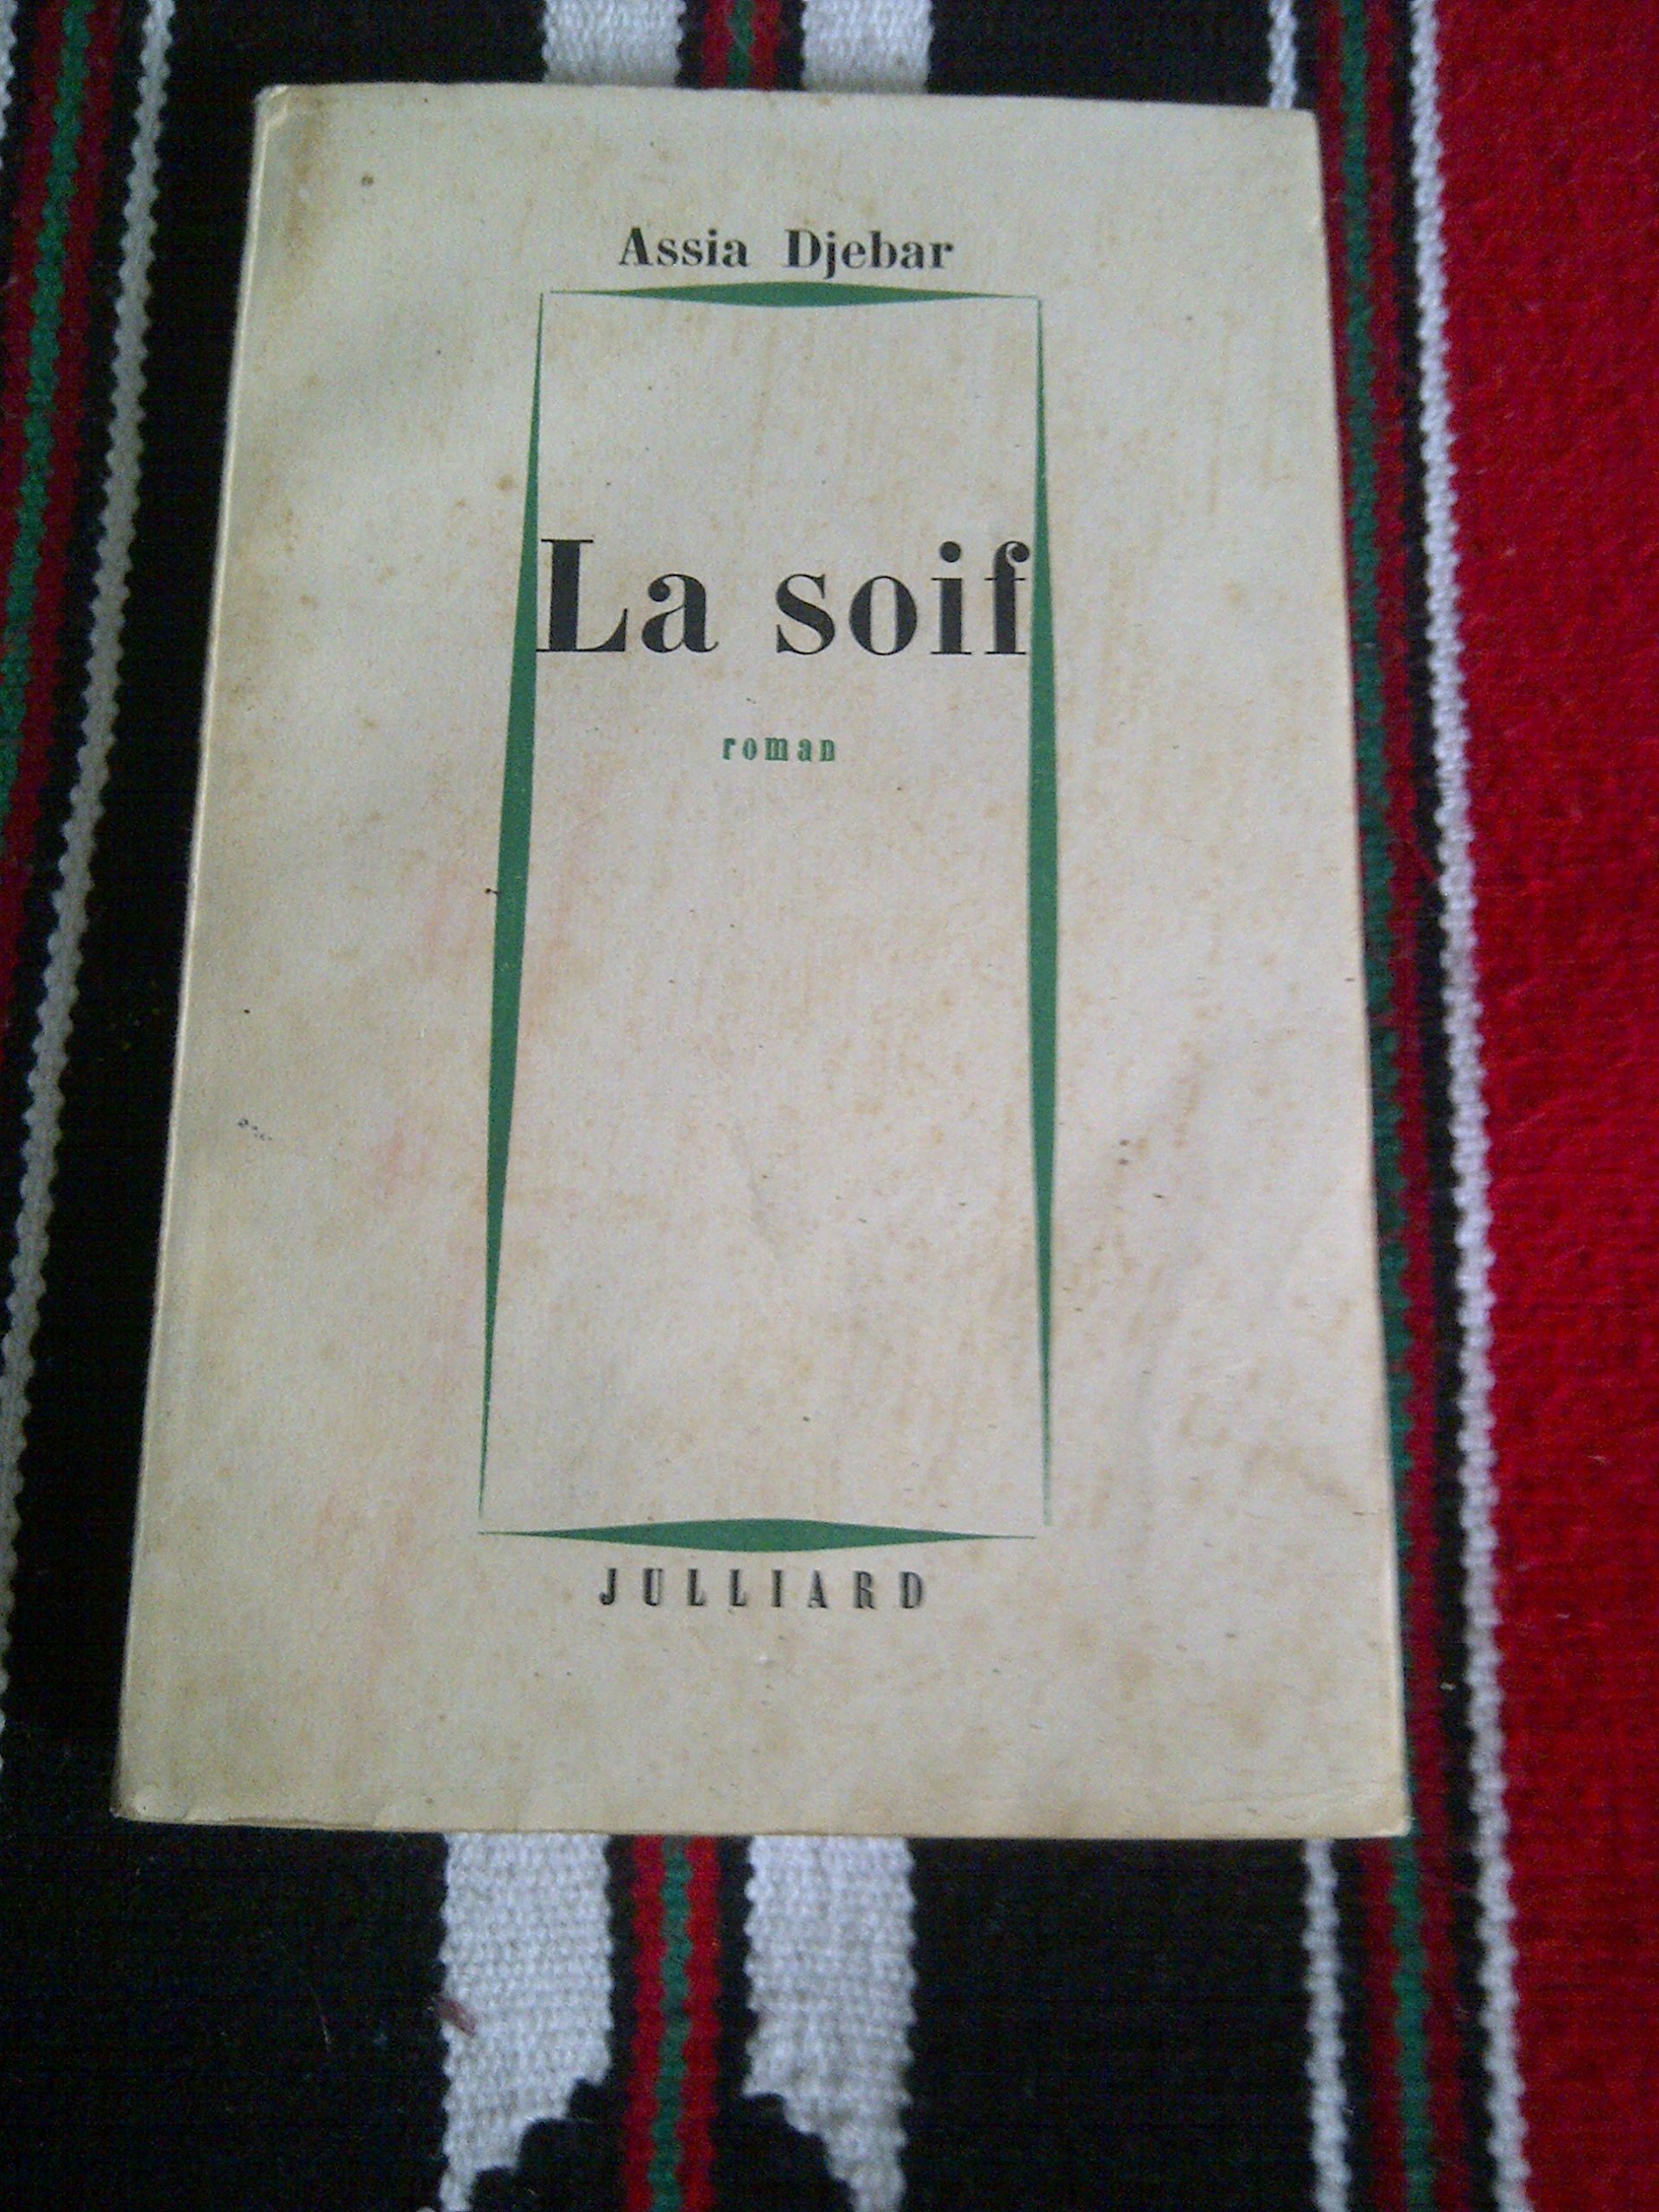 Assia Djebar
La soif
roman
JULLIARD